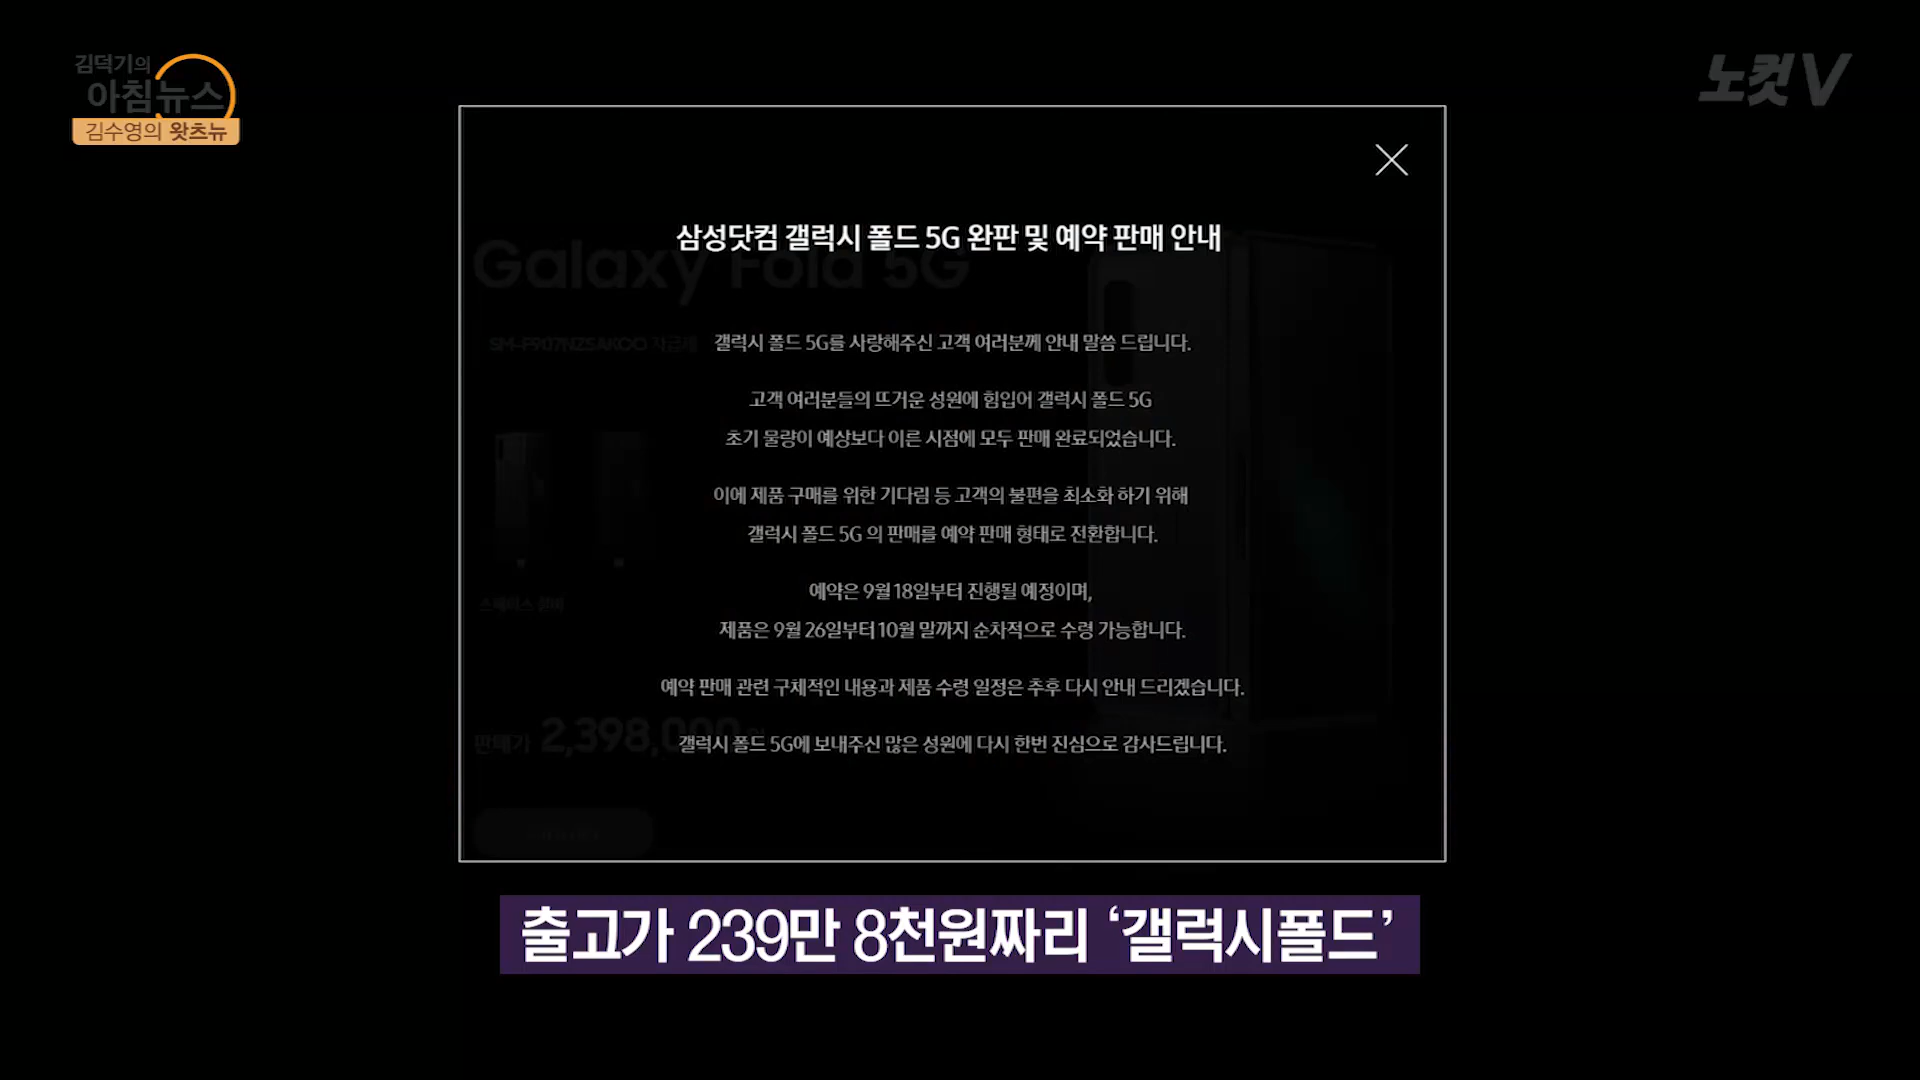 김덕기의
아침뉴스
김수영의 왓츠뉴
노컷V
삼성닷컴 갤럭시 폴드 5G 완판 및 예약 판매 안내
Galaxy Fold 5G
갤럭시 폴드 5G를 사랑해주신 고객 여러분께 안내 말씀 드립니다.
고객 여러분들의 뜨거운 성원에 힘입어 갤럭시 폴드 5G
초기 물량이 예상보다 이른 시점에 모두 판매 완료되었습니다.
이에 제품 구매를 위한 기다림 등 고객의 불편을 최소화 하기 위해
갤럭시 폴드 5G 의 판매를 예약 판매 형태로 전환합니다.
예약은 9월 18일부터 진행될 예정이며,
제품은 9월 26일부터 10월 말까지 순차적으로 수령 가능합니다.
예약 판매 관련 구체적인 내용과 제품 수령 일정은 추후 다시 안내 드리겠습니다.
판매가 2,398,000
갤럭시 폴드 5G에 보내주신 많은 성원에 다시 한번 진심으로 감사드립니다.
출고가 239만 8천원짜리 ‘갤럭시폴드’